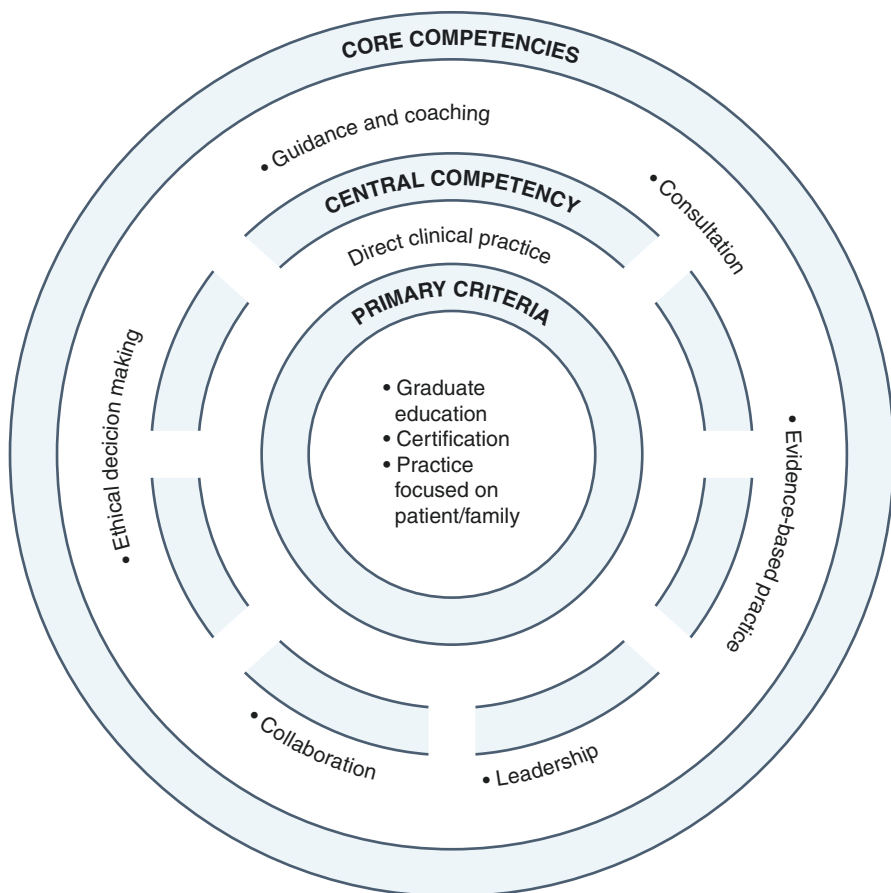 CORE COMPETENCIES
• Guidance and coaching
CENTRAL COMPETENCY
• Consultation
Direct clinical practice
PRIMARY CRITERIA
• Graduate
education
• Certification
• Practice
focused on
patient/family
• Ethical decicion making
• Evidence-based practice
• Collaboration
• Leadership